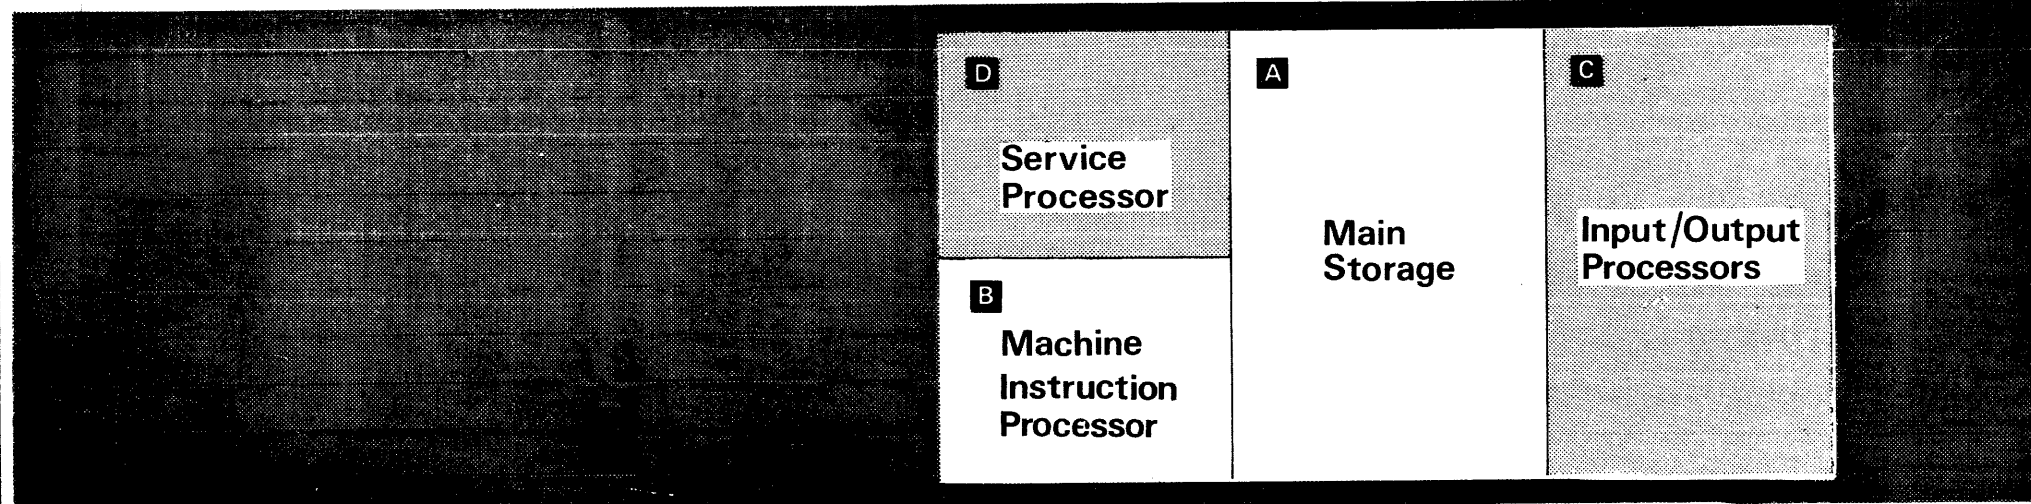 D
Service
Processor
B
Machine
Instruction
Processor
A
Main
Storage
C
Input/Output
Processors